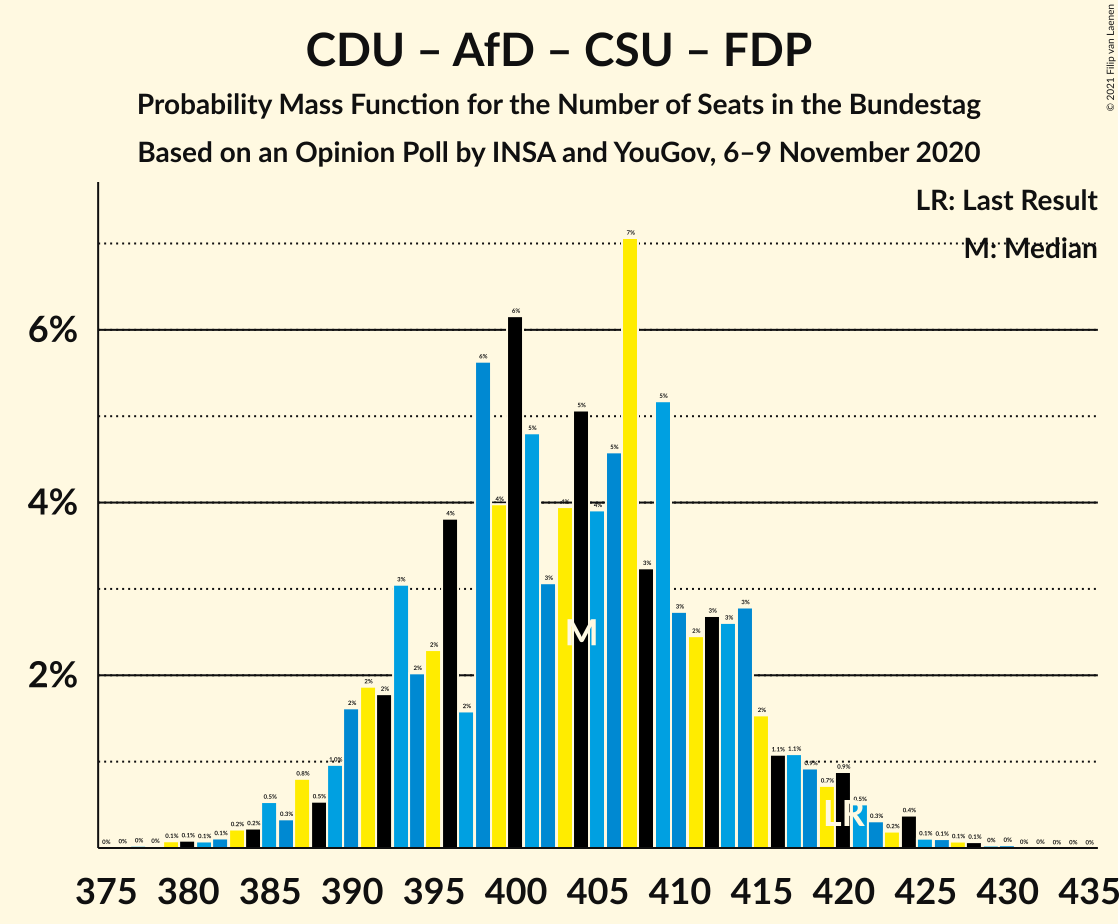 CDU – AfD – CSU – FDP
Probability Mass Function for the Number of Seats in the Bundestag
Based on an Opinion Poll by INSA and YouGov, 6–9 November 2020
© 2021 Filip van Laenen
LR: Last Result
M: Median
6%
4%
2%
0% 0% 0% 0% 0.1% 0.1% 0.1% 0.1% 0.2% 0.2% 0.5% 0.3% 0.8% 0.5% 1.0% 2% 2% 2% 3% 2% 2% 4% 2% 6% 4% 6% 5% 3% 4% 5% 4% 5% 7% 3% 5% 3% 2% 3% 3% 3% 2% 1.1% 1.1% 0.9% 0.7% 0.9% 0.5% 0.3% 0.2% 0.4% 0.1% 0.1% 0.1% 0.1% 0% 0% 0% 0% 0% 0% 0%
M
LR
375 380 385 390 395 400 405 410 415 420 425 430 435